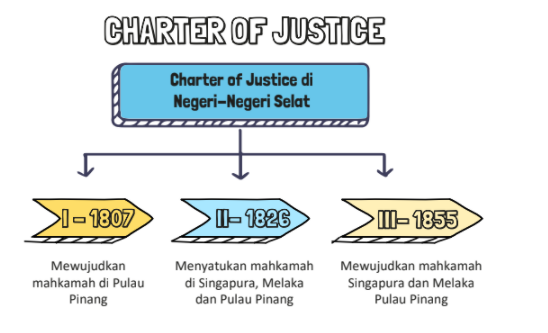 CHARTER OF JUSTICE
Charter of Justice di
Negeri-Negeri Selat
I - 1807
Mewujudkan
mahkamah di Pulau
Pinang
II- 1826
Menyatukan mahkamah
di Singapura, Melaka
dan Pulau Pinang
III- 1855
Mewujudkan mahkamah
Singapura dan Melaka
Pulau Pinang